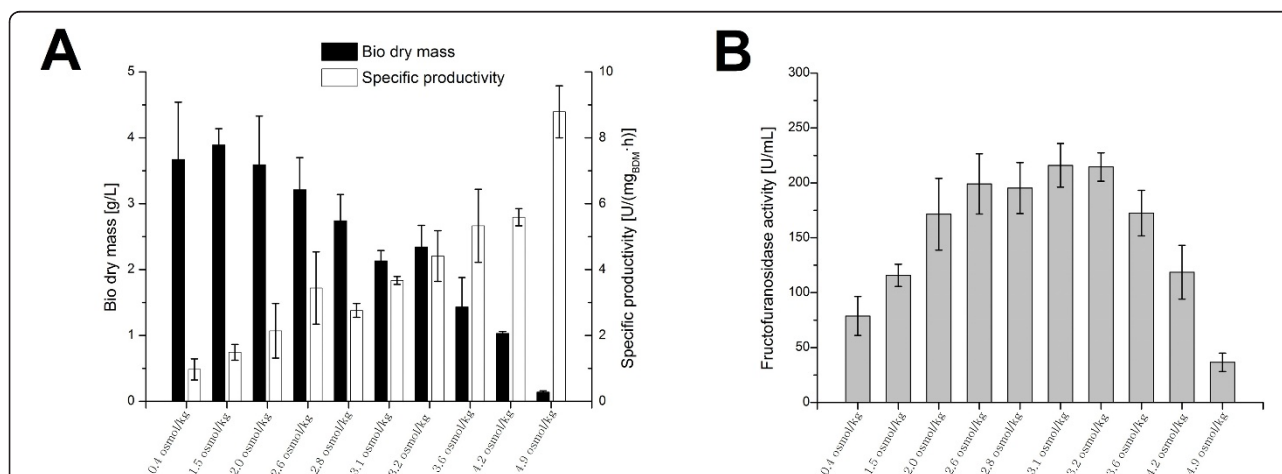 A
Bio dry mass
Specific productivity
5
4
3
2
1
0
Bio dry mass [g/L]
10
8
6
4
2
0
Specific productivity [U/(mgBDM·h)]
0.4 osmol/kg
1.5 osmol/kg
2.0 osmol/kg
2.6 osmol/kg
2.8 osmol/kg
3.1 osmol/kg
3.2 osmol/kg
3.6 osmol/kg
4.2 osmol/kg
4.9 osmol/kg
B
300
250
200
150
100
50
0
Fructofuranosidase activity [U/mL]
0.4 osmol/kg
1.5 osmol/kg
2.0 osmol/kg
2.6 osmol/kg
2.8 osmol/kg
3.1 osmol/kg
3.2 osmol/kg
3.6 osmol/kg
4.2 osmol/kg
4.9 osmol/kg